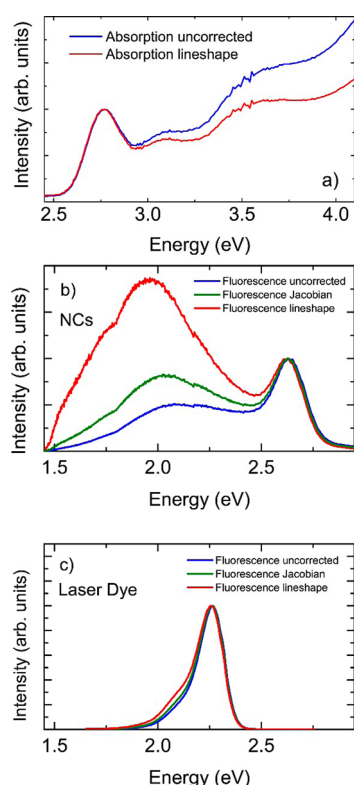 Absorption uncorrected
Absorption lineshape
Intensity (arb. units)
a)
2.5 3.0 3.5 4.0
Energy (eV)
b)
Fluorescence uncorrected
Fluorescence Jacobian
Fluorescence lineshape
NCs
Intensity (arb. units)
1.5 2.0 2.5
Energy (eV)
c)
Fluorescence uncorrected
Fluorescence Jacobian
Fluorescence lineshape
Laser Dye
Intensity (arb. units)
2.0 2.5
Energy (eV)